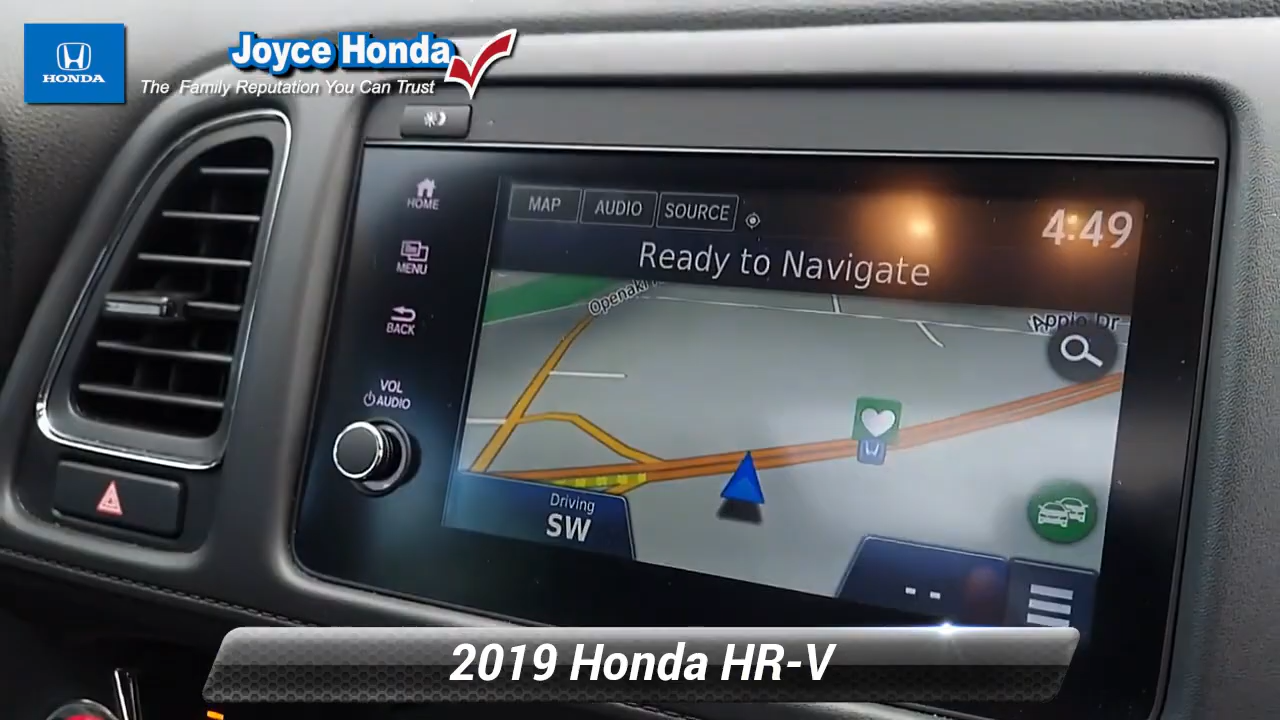 Joyce Honda
HONDA
The Family Reputation You Can Trust
HOME
MENU
BACK
VOL
AUDIO
MAP AUDIO SOURCE
4:49
Ready to Navigate
Apple Dr
Driving
SW
--
2019 Honda HR-V